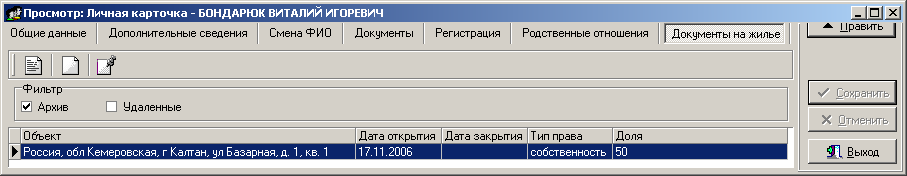 Просмотр: Личная карточка - БОНДАРЮК ВИТАЛИЙ ИГОРЕВИЧ
Общие данные Дополнительные сведения Смена ФИО Документы Регистрация Родственные отношения Документы на жилье
Править
Фильтр
Архив Удаленные
Сохранить
Отменить
Объект Дата открытия Дата закрытия Тип права Доля
Россия, обл Кемеровская, г Калтан, ул Базарная, д. 1, кв. 1 17.11.2006 собственность 50
Выход